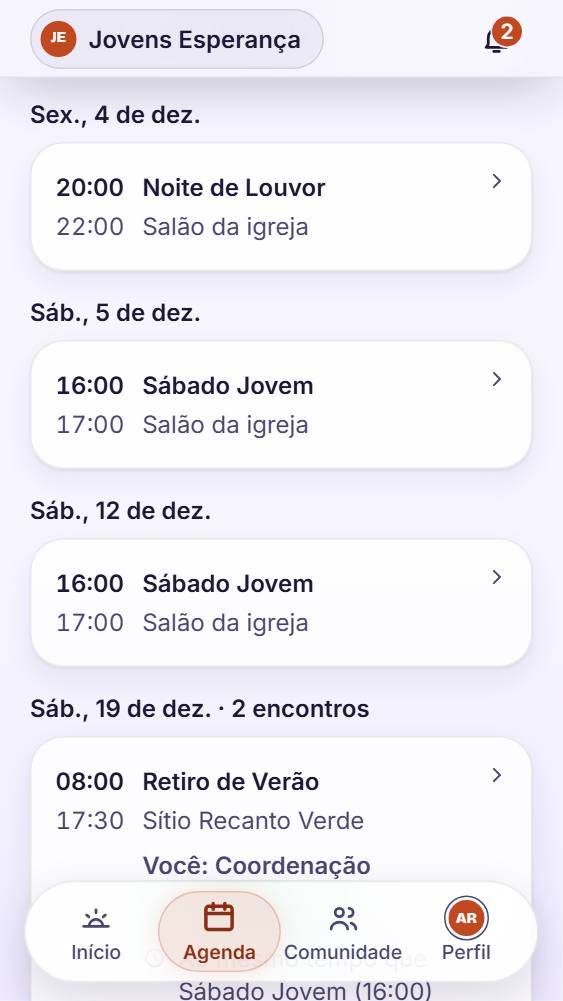 JE Jovens Esperança 2
Sex., 4 de dez.
20:00 Noite de Louvor
22:00 Salão da igreja
Sáb., 5 de dez.
16:00 Sábado Jovem
17:00 Salão da igreja
Sáb., 12 de dez.
16:00 Sábado Jovem
17:00 Salão da igreja
Sáb., 19 de dez. · 2 encontros
08:00 Retiro de Verão
17:30 Sítio Recanto Verde
Você: Coordenação
AR
Início Agenda Comunidade Perfil
mesmo tempo que
Sábado Jovem (16:00)